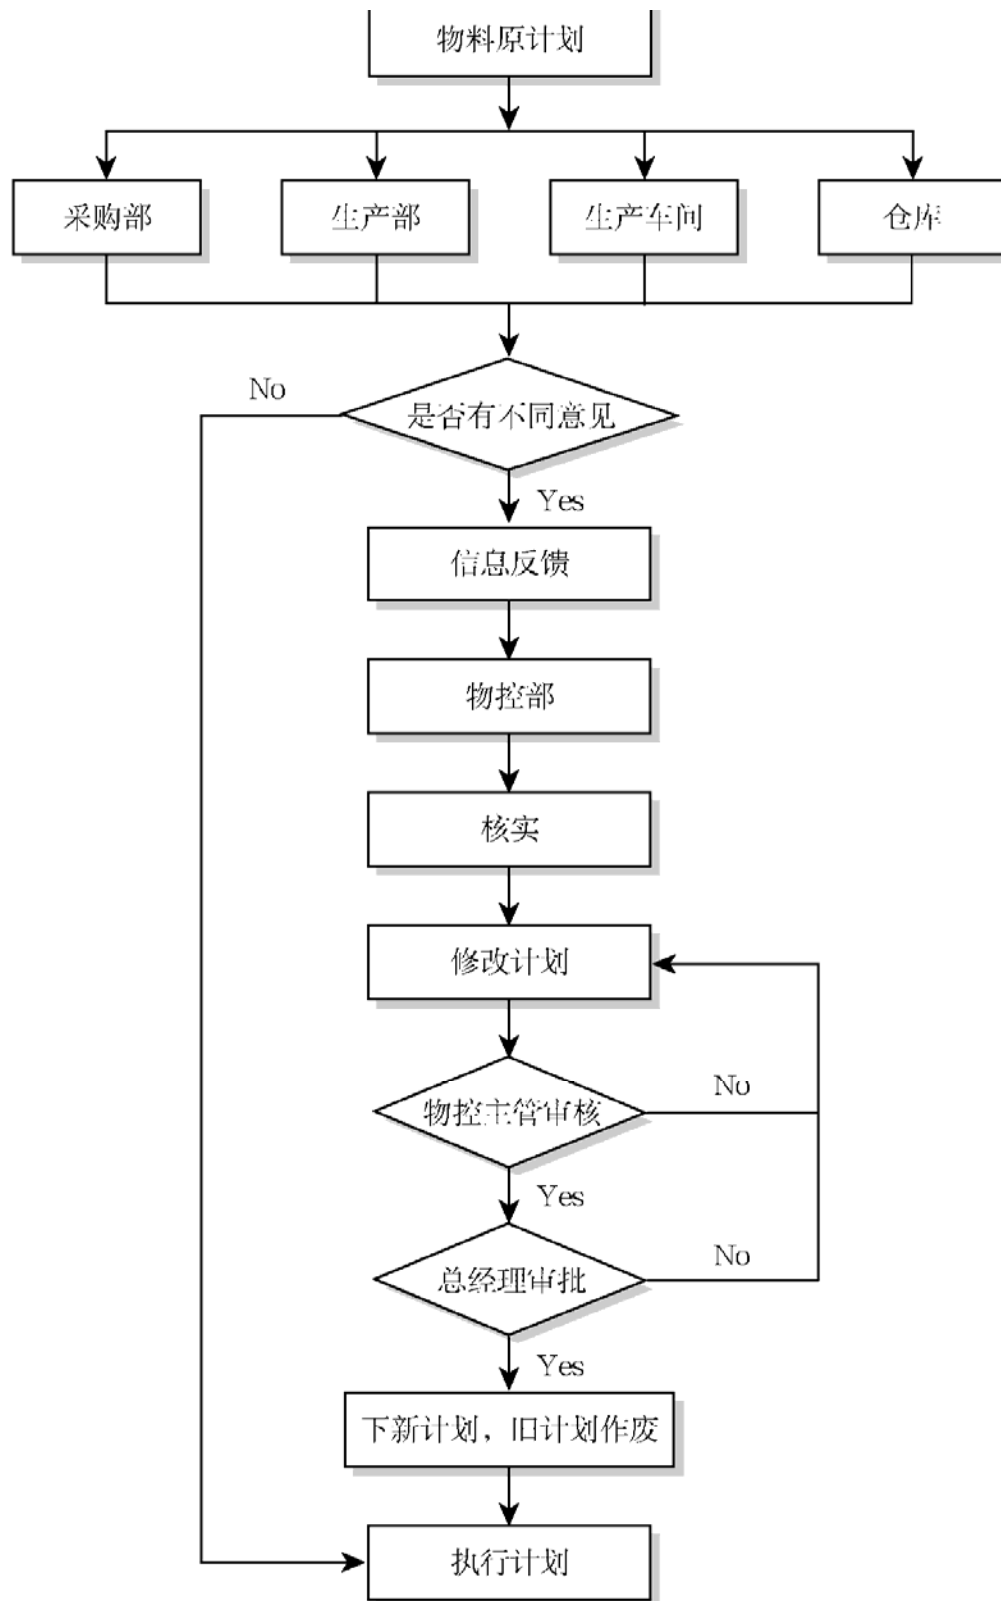 物料原计划
采购部
生产部
生产车间
仓库
No
是否有不同意见
Yes
信息反馈
物控部
核实
修改计划
No
物控主管审核
Yes
No
总经理审批
Yes
下新计划，旧计划作废
执行计划